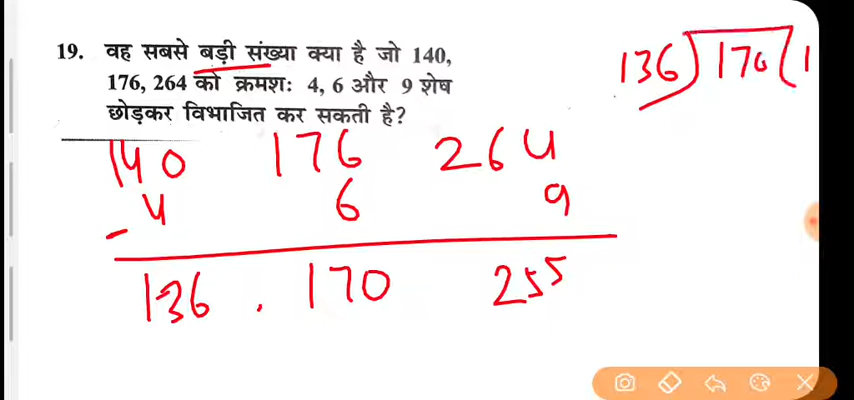 19. वह सबसे बड़ी संख्या क्या है जो 140,
176, 264 को क्रमशः 4, 6 और 9 शेष
छोड़कर विभाजित कर सकती है?
136)170(1
140 176 264
- 4 6 9
136 . 170 255